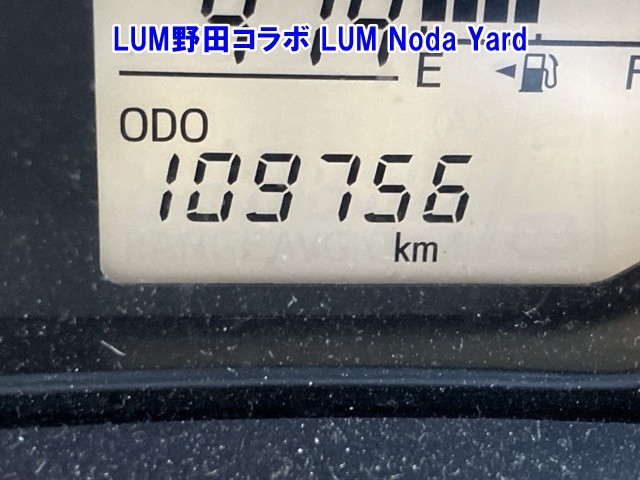 LUM野田コラボ LUM Noda Yard
E F
ODO
109756
km